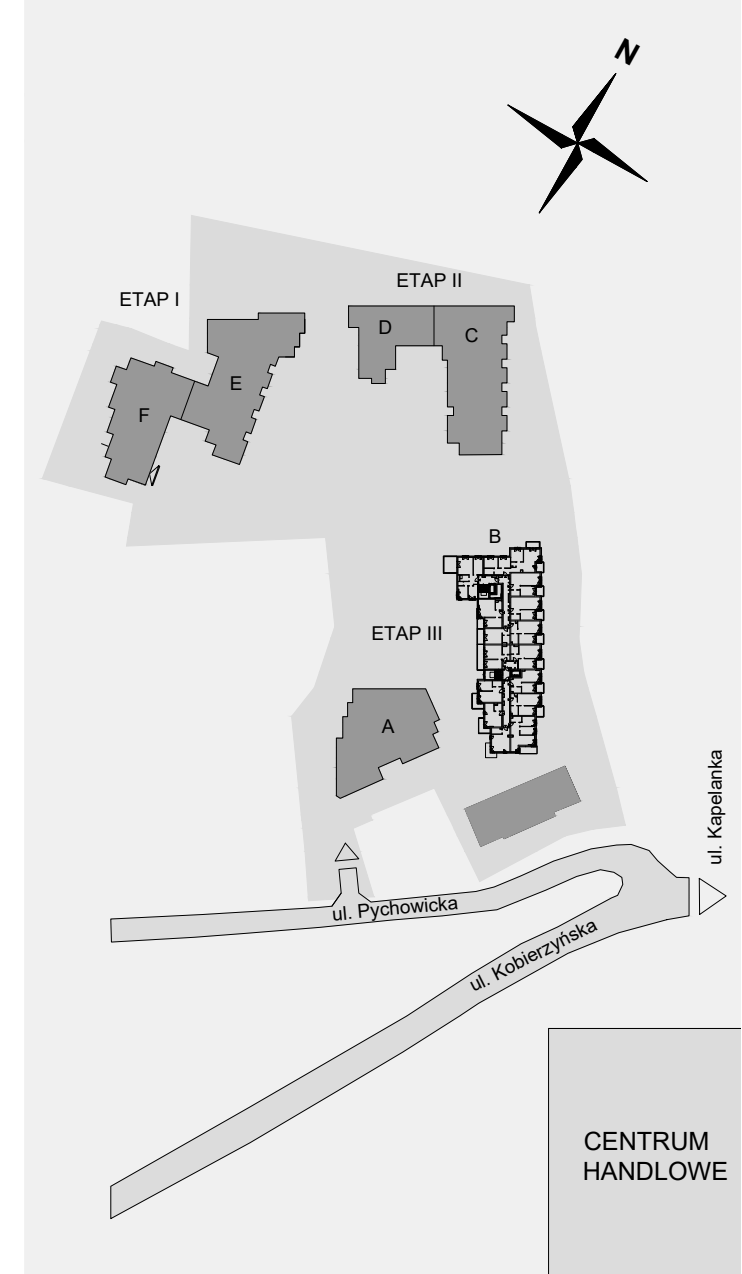 N
ETAP II
ETAP I
D
C
E
F
B
ETAP III
A
ul. Kapelanka
ul. Pychowicka
ul. Kobierzyńska
CENTRUM
HANDLOWE